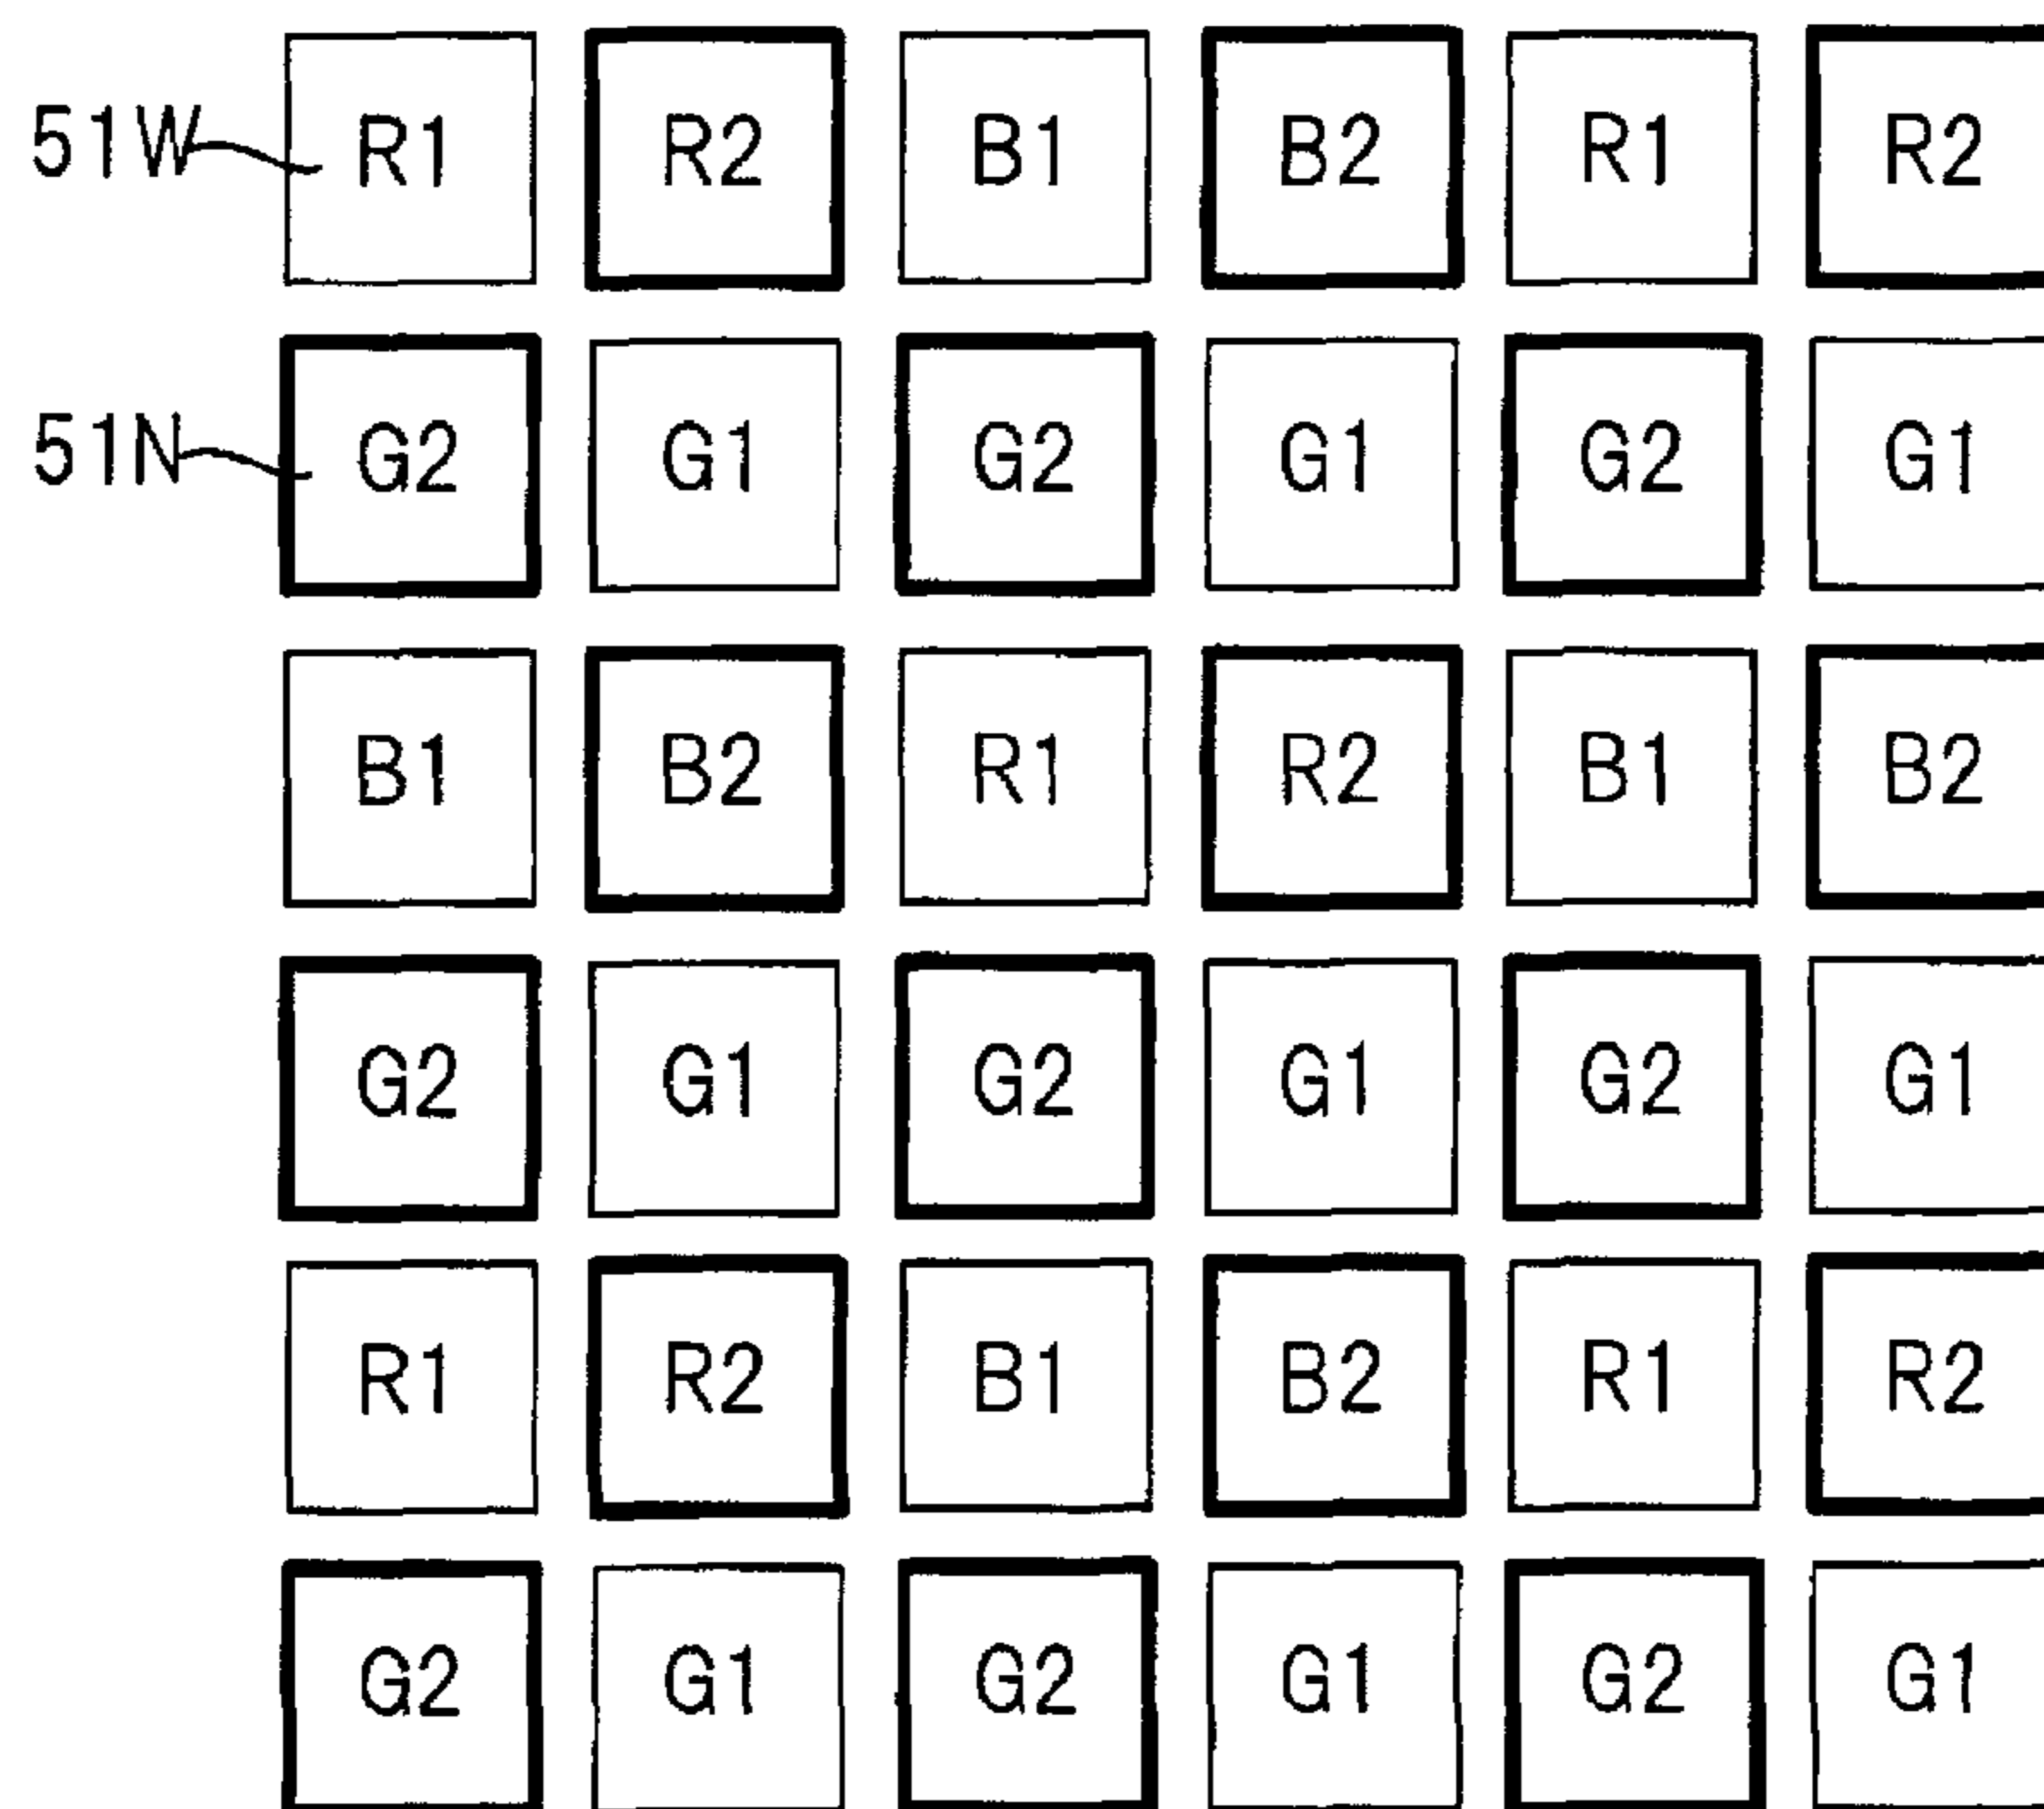 51W R1 R2 B1 B2 R1 R2
51N G2 G1 G2 G1 G2 G1
B1 B2 R1 R2 B1 B2
G2 G1 G2 G1 G2 G1
R1 R2 B1 B2 R1 R2
G2 G1 G2 G1 G2 G1